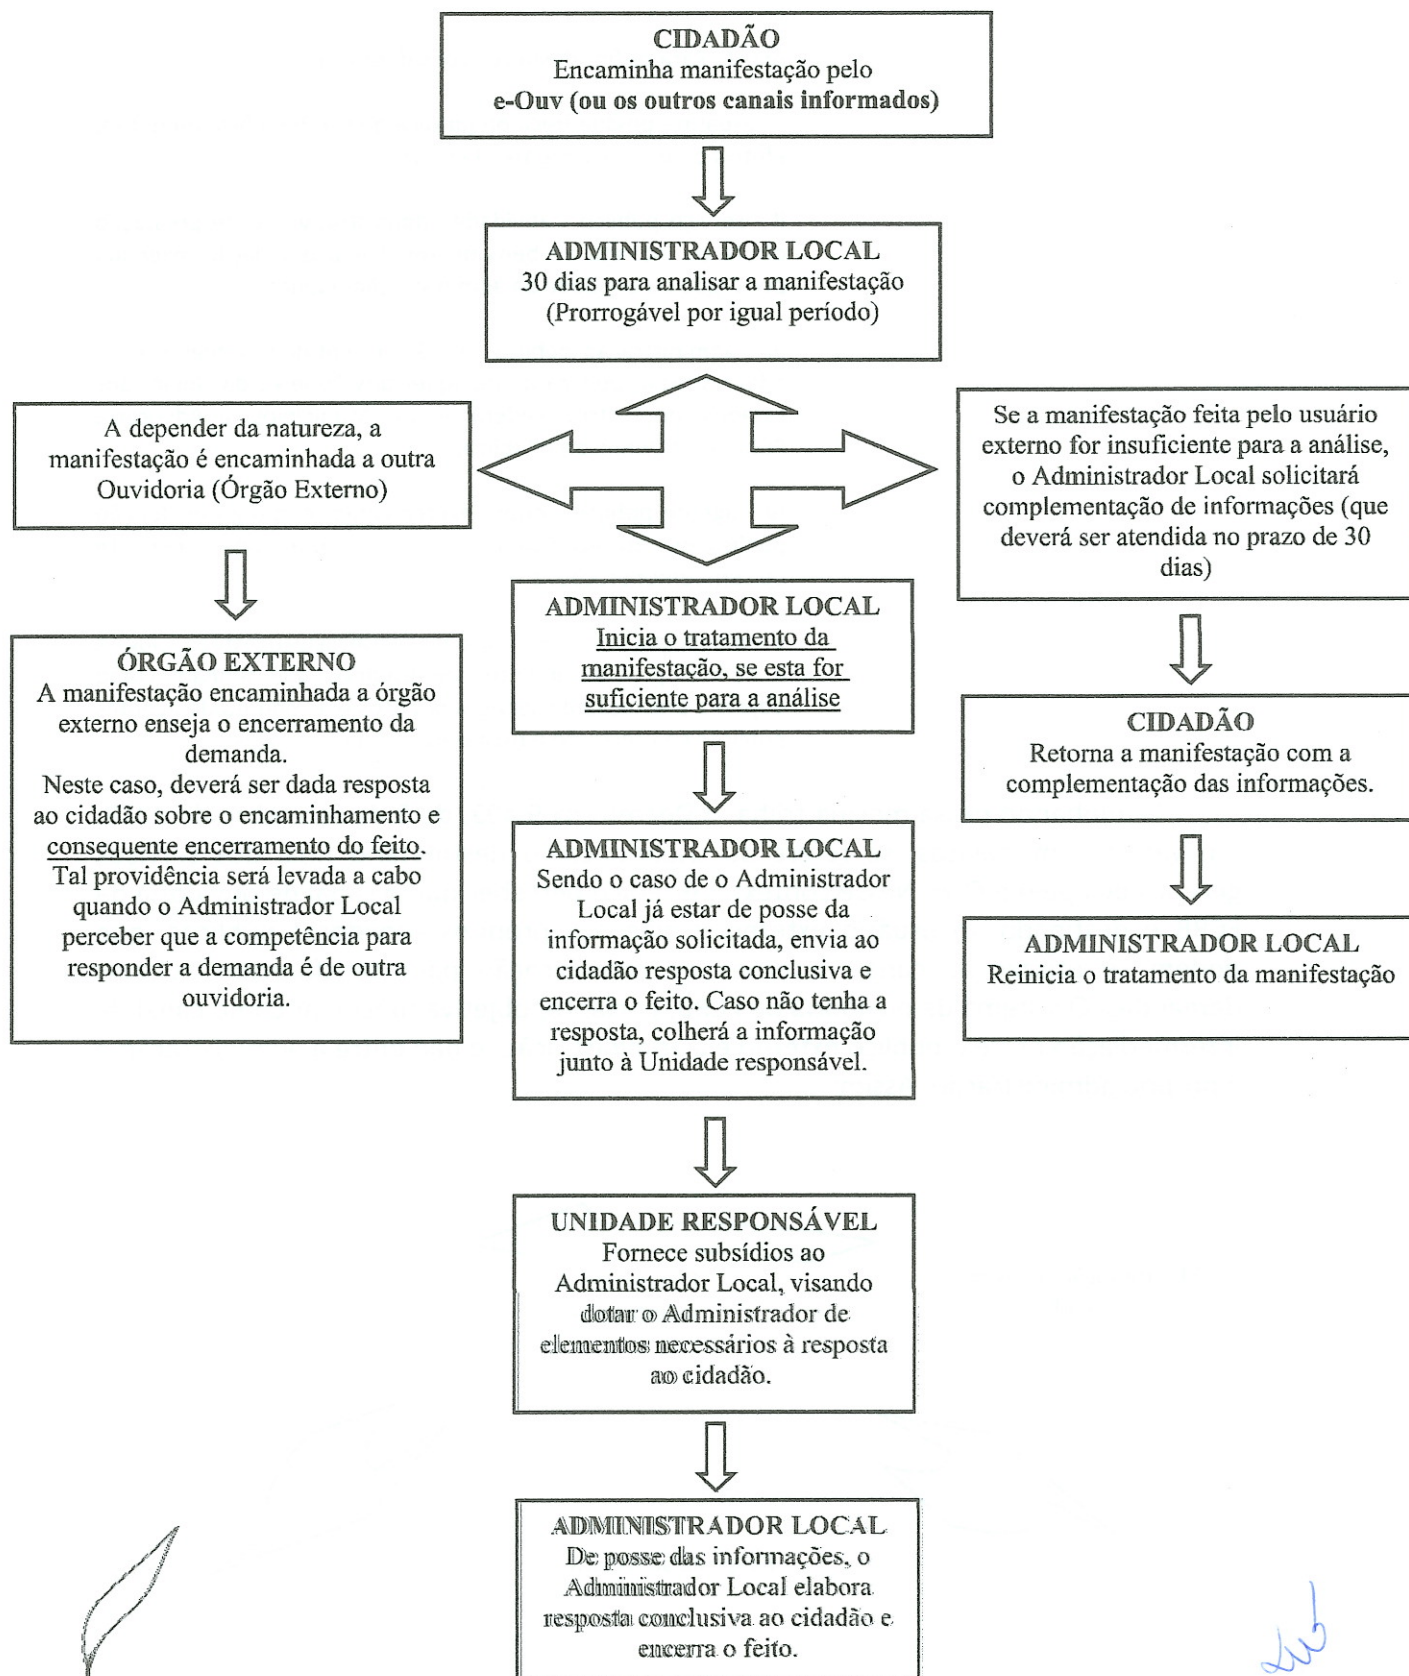 CIDADÃO
Encaminha manifestação pelo
e-Ouv (ou os outros canais informados)
ADMINISTRADOR LOCAL
30 dias para analisar a manifestação
(Prorrogável por igual período)
A depender da natureza, a
manifestação é encaminhada a outra
Ouvidoria (Órgão Externo)
Se a manifestação feita pelo usuário
externo for insuficiente para a análise,
o Administrador Local solicitará
complementação de informações (que
deverá ser atendida no prazo de 30
dias)
ÓRGÃO EXTERNO
A manifestação encaminhada a órgão
externo enseja o encerramento da
demanda.
Neste caso, deverá ser dada resposta
ao cidadão sobre o encaminhamento e
consequente encerramento do feito.
Tal providência será levada a cabo
quando o Administrador Local
perceber que a competência para
responder a demanda é de outra
ouvidoria.
ADMINISTRADOR LOCAL
Inicia o tratamento da
manifestação, se esta for
suficiente para a análise
CIDADÃO
Retorna a manifestação com a
complementação das informações.
ADMINISTRADOR LOCAL
Sendo o caso de o Administrador
Local já estar de posse da
informação solicitada, envia ao
cidadão resposta conclusiva e
encerra o feito. Caso não tenha a
resposta, colherá a informação
junto à Unidade responsável.
ADMINISTRADOR LOCAL
Reinicia o tratamento da manifestação
UNIDADE RESPONSÁVEL
Fornece subsídios ao
Administrador Local, visando
dotar o Administrador de
elementos necessários à resposta
ao cidadão.
ADMINISTRADOR LOCAL
De posse das informações, o
Administrador Local elabora
resposta conclusiva ao cidadão e
encerra o feito.